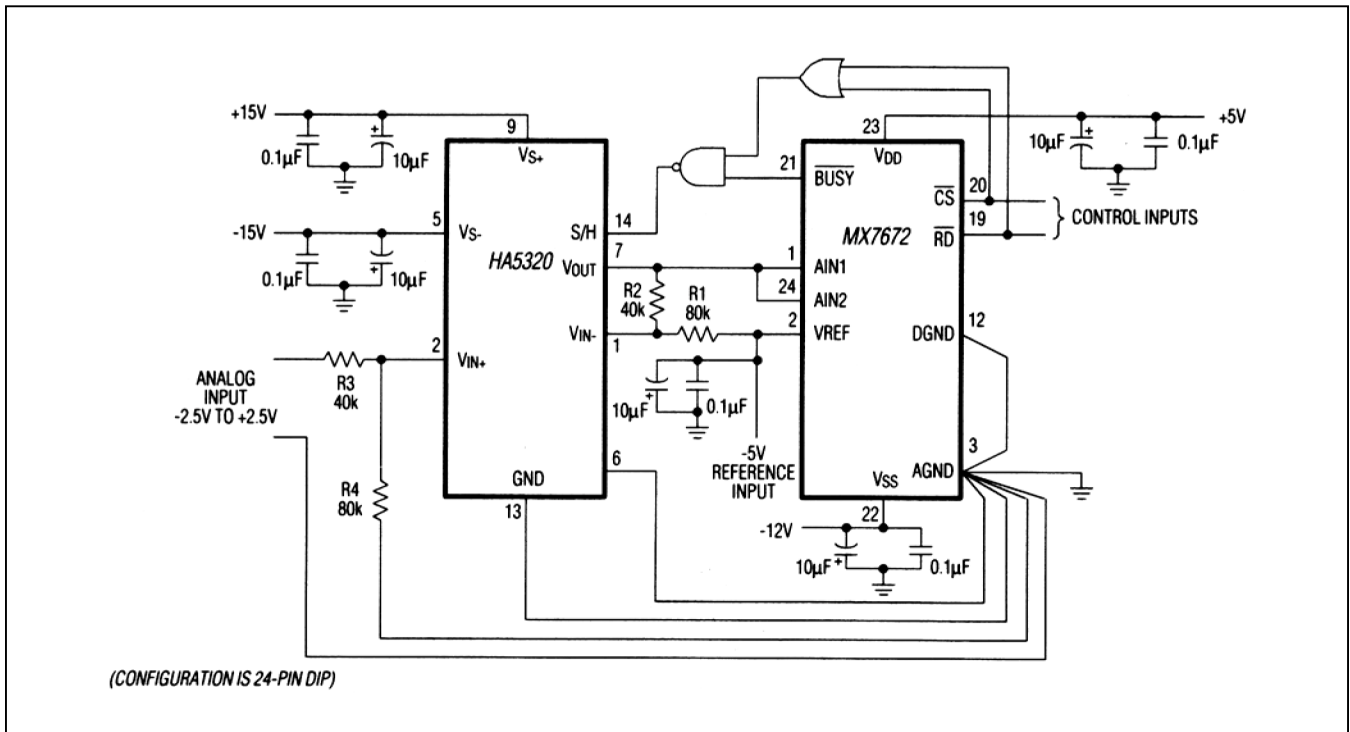 +15V
0.1µF
10µF
9
VS+
-15V
0.1µF
10µF
5
VS-
HA5320
14
S/H
7
VOUT
VIN-
1
2
VIN+
6
GND
13
ANALOG
INPUT
-2.5V TO +2.5V
R3
40k
R4
80k
R2
40k
R1
80k
10µF
0.1µF
-5V
REFERENCE
INPUT
23
VDD
21
BUSY
MX7672
1
AIN1
24
AIN2
2
VREF
20
CS
19
RD
CONTROL INPUTS
10µF
0.1µF
+5V
12
DGND
3
AGND
VSS
22
-12V
10µF
0.1µF
(CONFIGURATION IS 24-PIN DIP)